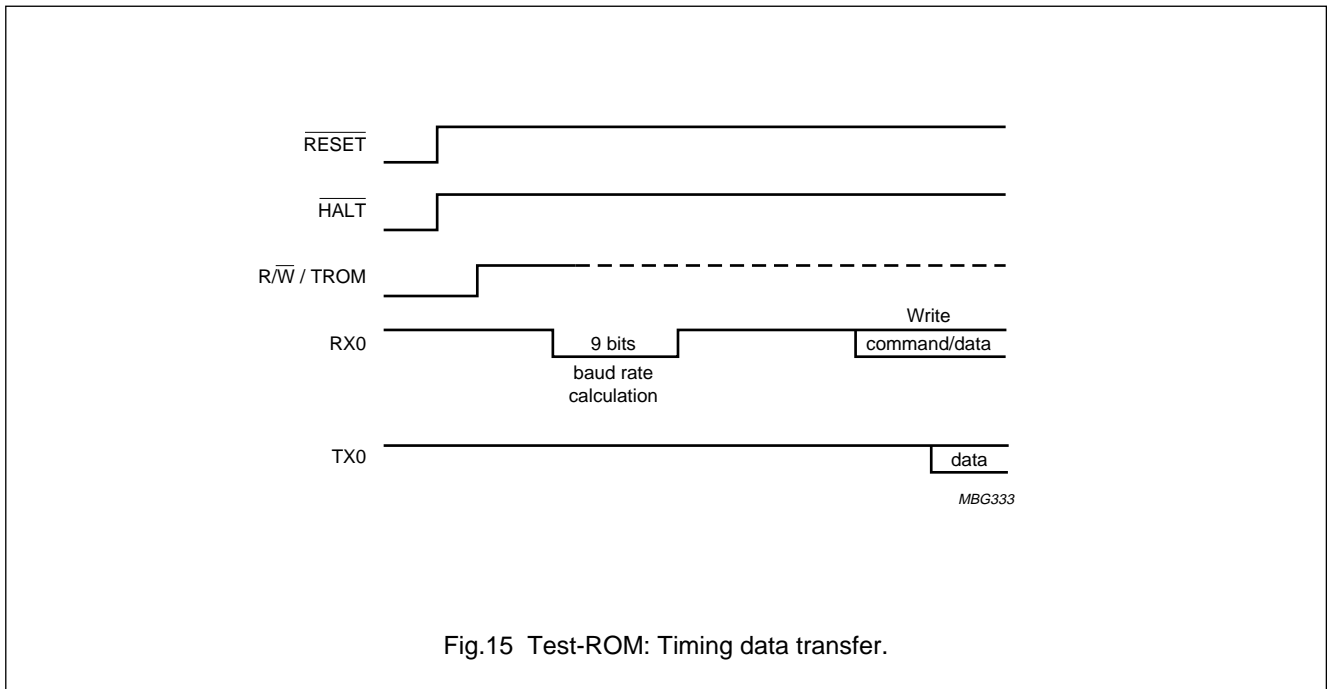 RESET
HALT
R/W / TROM
Write
RX0
9 bits
command/data
baud rate
calculation
TX0
data
MBG333
Fig.15 Test-ROM: Timing data transfer.